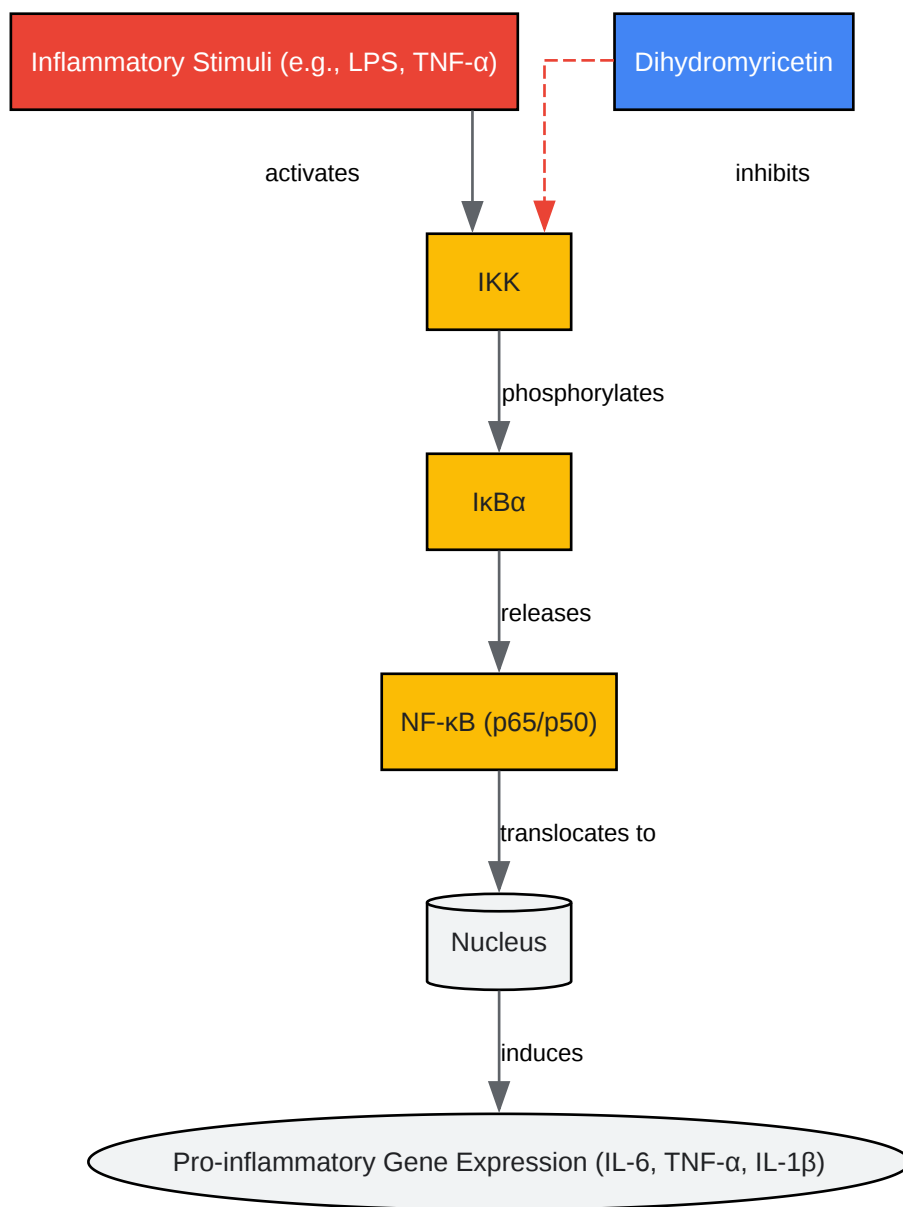 Inflammatory Stimuli (e.g., LPS, TNF-α)
Dihydromyricetin
activates
inhibits
IKK
phosphorylates
IκBα
releases
NF-κB (p65/p50)
translocates to
Nucleus
induces
Pro-inflammatory Gene Expression (IL-6, TNF-α, IL-1β)